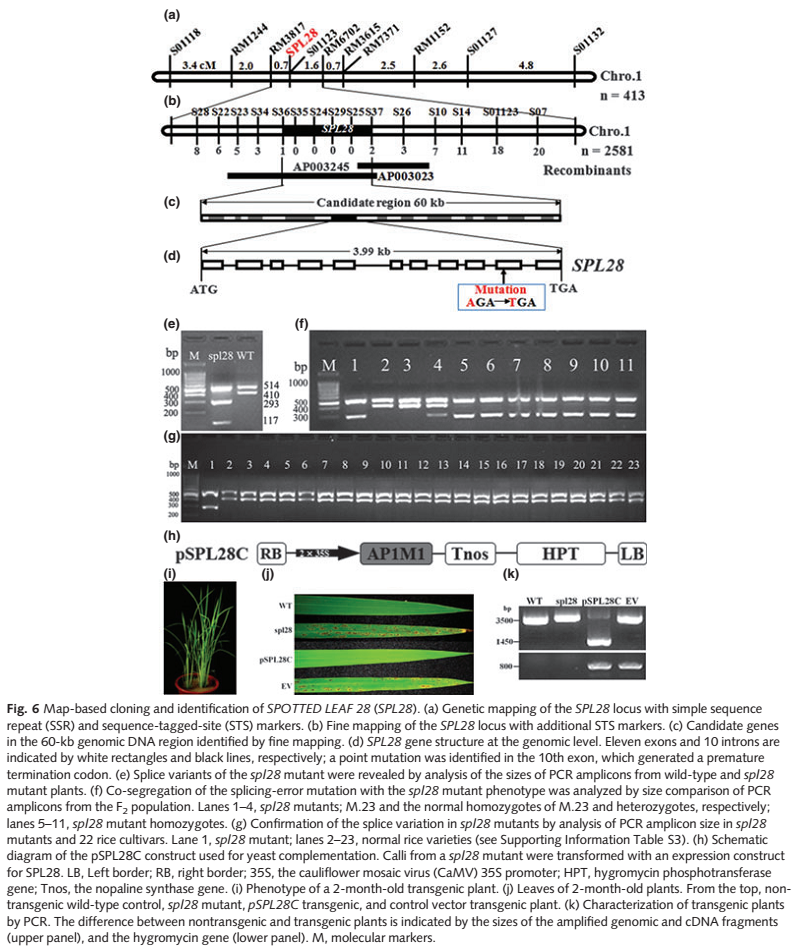 (a)
S01118 RM1244 RM3817 SPL28 S01123 RM6702 RM3615 RM7371 RM1152 S01127 S01132
3.4 cM 2.0 0.7 1.6 0.7 2.5 2.6 4.8
Chro.1
n = 413
(b)
S28 S22 S23 S34 S36 S35 S24 S29 S25 S37 S26 S10 S14 S01123 S07
SPL28
Chro.1
8 6 5 3 1 0 0 0 0 2 3 7 11 18 20
n = 2581
Recombinants
AP003245
AP003023
(c)
Candidate region 60 kb
(d)
3.99 kb
SPL28
ATG
TGA
Mutation
AGA→TGA
(e)
bp M spl28 WT
1000
500
400
300
200
514
410
293
117
(f)
bp M 1 2 3 4 5 6 7 8 9 10 11
1000
500
400
300
(g)
bp M 1 2 3 4 5 6 7 8 9 10 11 12 13 14 15 16 17 18 19 20 21 22 23
1000
500
400
300
200
(h)
pSPL28C RB 2 x 35S AP1M1 Tnos HPT LB
(i)
(j)
WT
spl28
pSPL28C
EV
(k)
WT spl28 pSPL28C EV
bp
3500
1450
800
Fig. 6 Map-based cloning and identification of SPOTTED LEAF 28 (SPL28). (a) Genetic mapping of the SPL28 locus with simple sequence
repeat (SSR) and sequence-tagged-site (STS) markers. (b) Fine mapping of the SPL28 locus with additional STS markers. (c) Candidate genes
in the 60-kb genomic DNA region identified by fine mapping. (d) SPL28 gene structure at the genomic level. Eleven exons and 10 introns are
indicated by white rectangles and black lines, respectively; a point mutation was identified in the 10th exon, which generated a premature
termination codon. (e) Splice variants of the spl28 mutant were revealed by analysis of the sizes of PCR amplicons from wild-type and spl28
mutant plants. (f) Co-segregation of the splicing-error mutation with the spl28 mutant phenotype was analyzed by size comparison of PCR
amplicons from the F2 population. Lanes 1–4, spl28 mutants; M.23 and the normal homozygotes of M.23 and heterozygotes, respectively;
lanes 5–11, spl28 mutant homozygotes. (g) Confirmation of the splice variation in spl28 mutants by analysis of PCR amplicon size in spl28
mutants and 22 rice cultivars. Lane 1, spl28 mutant; lanes 2–23, normal rice varieties (see Supporting Information Table S3). (h) Schematic
diagram of the pSPL28C construct used for yeast complementation. Calli from a spl28 mutant were transformed with an expression construct
for SPL28. LB, Left border; RB, right border; 35S, the cauliflower mosaic virus (CaMV) 35S promoter; HPT, hygromycin phosphotransferase
gene; Tnos, the nopaline synthase gene. (i) Phenotype of a 2-month-old transgenic plant. (j) Leaves of 2-month-old plants. From the top, non-
transgenic wild-type control, spl28 mutant, pSPL28C transgenic, and control vector transgenic plant. (k) Characterization of transgenic plants
by PCR. The difference between nontransgenic and transgenic plants is indicated by the sizes of the amplified genomic and cDNA fragments
(upper panel), and the hygromycin gene (lower panel). M, molecular markers.